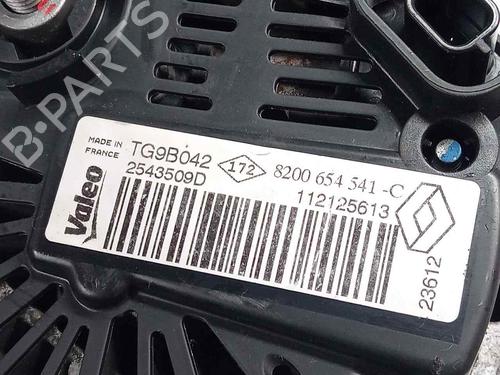 B-PARTS
MADE IN
FRANCE
TG9B042
172
8200 654 541 -C
2543509D
112125613
Valeo
23612